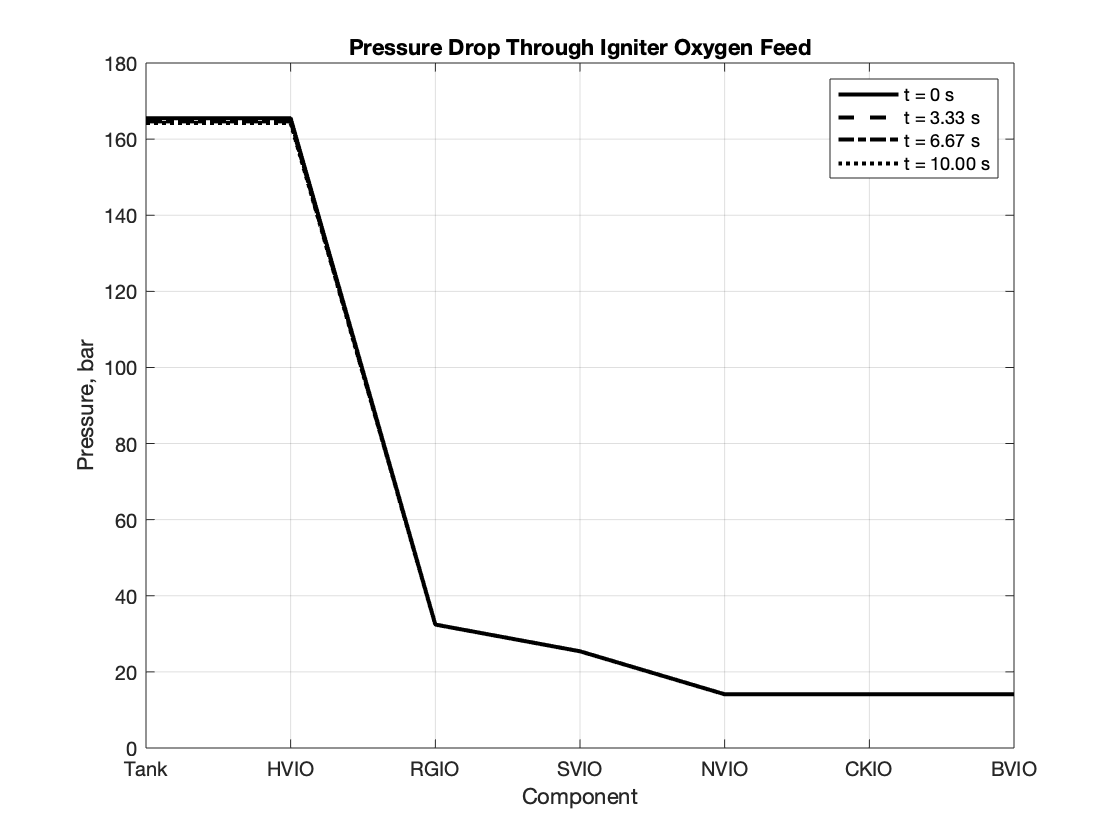 Pressure Drop Through Igniter Oxygen Feed
180
160
140
120
100
80
60
40
20
0
Pressure, bar
t = 0 s
t = 3.33 s
t = 6.67 s
t = 10.00 s
Tank HVIO RGIO SVIO NVIO CKIO BVIO
Component